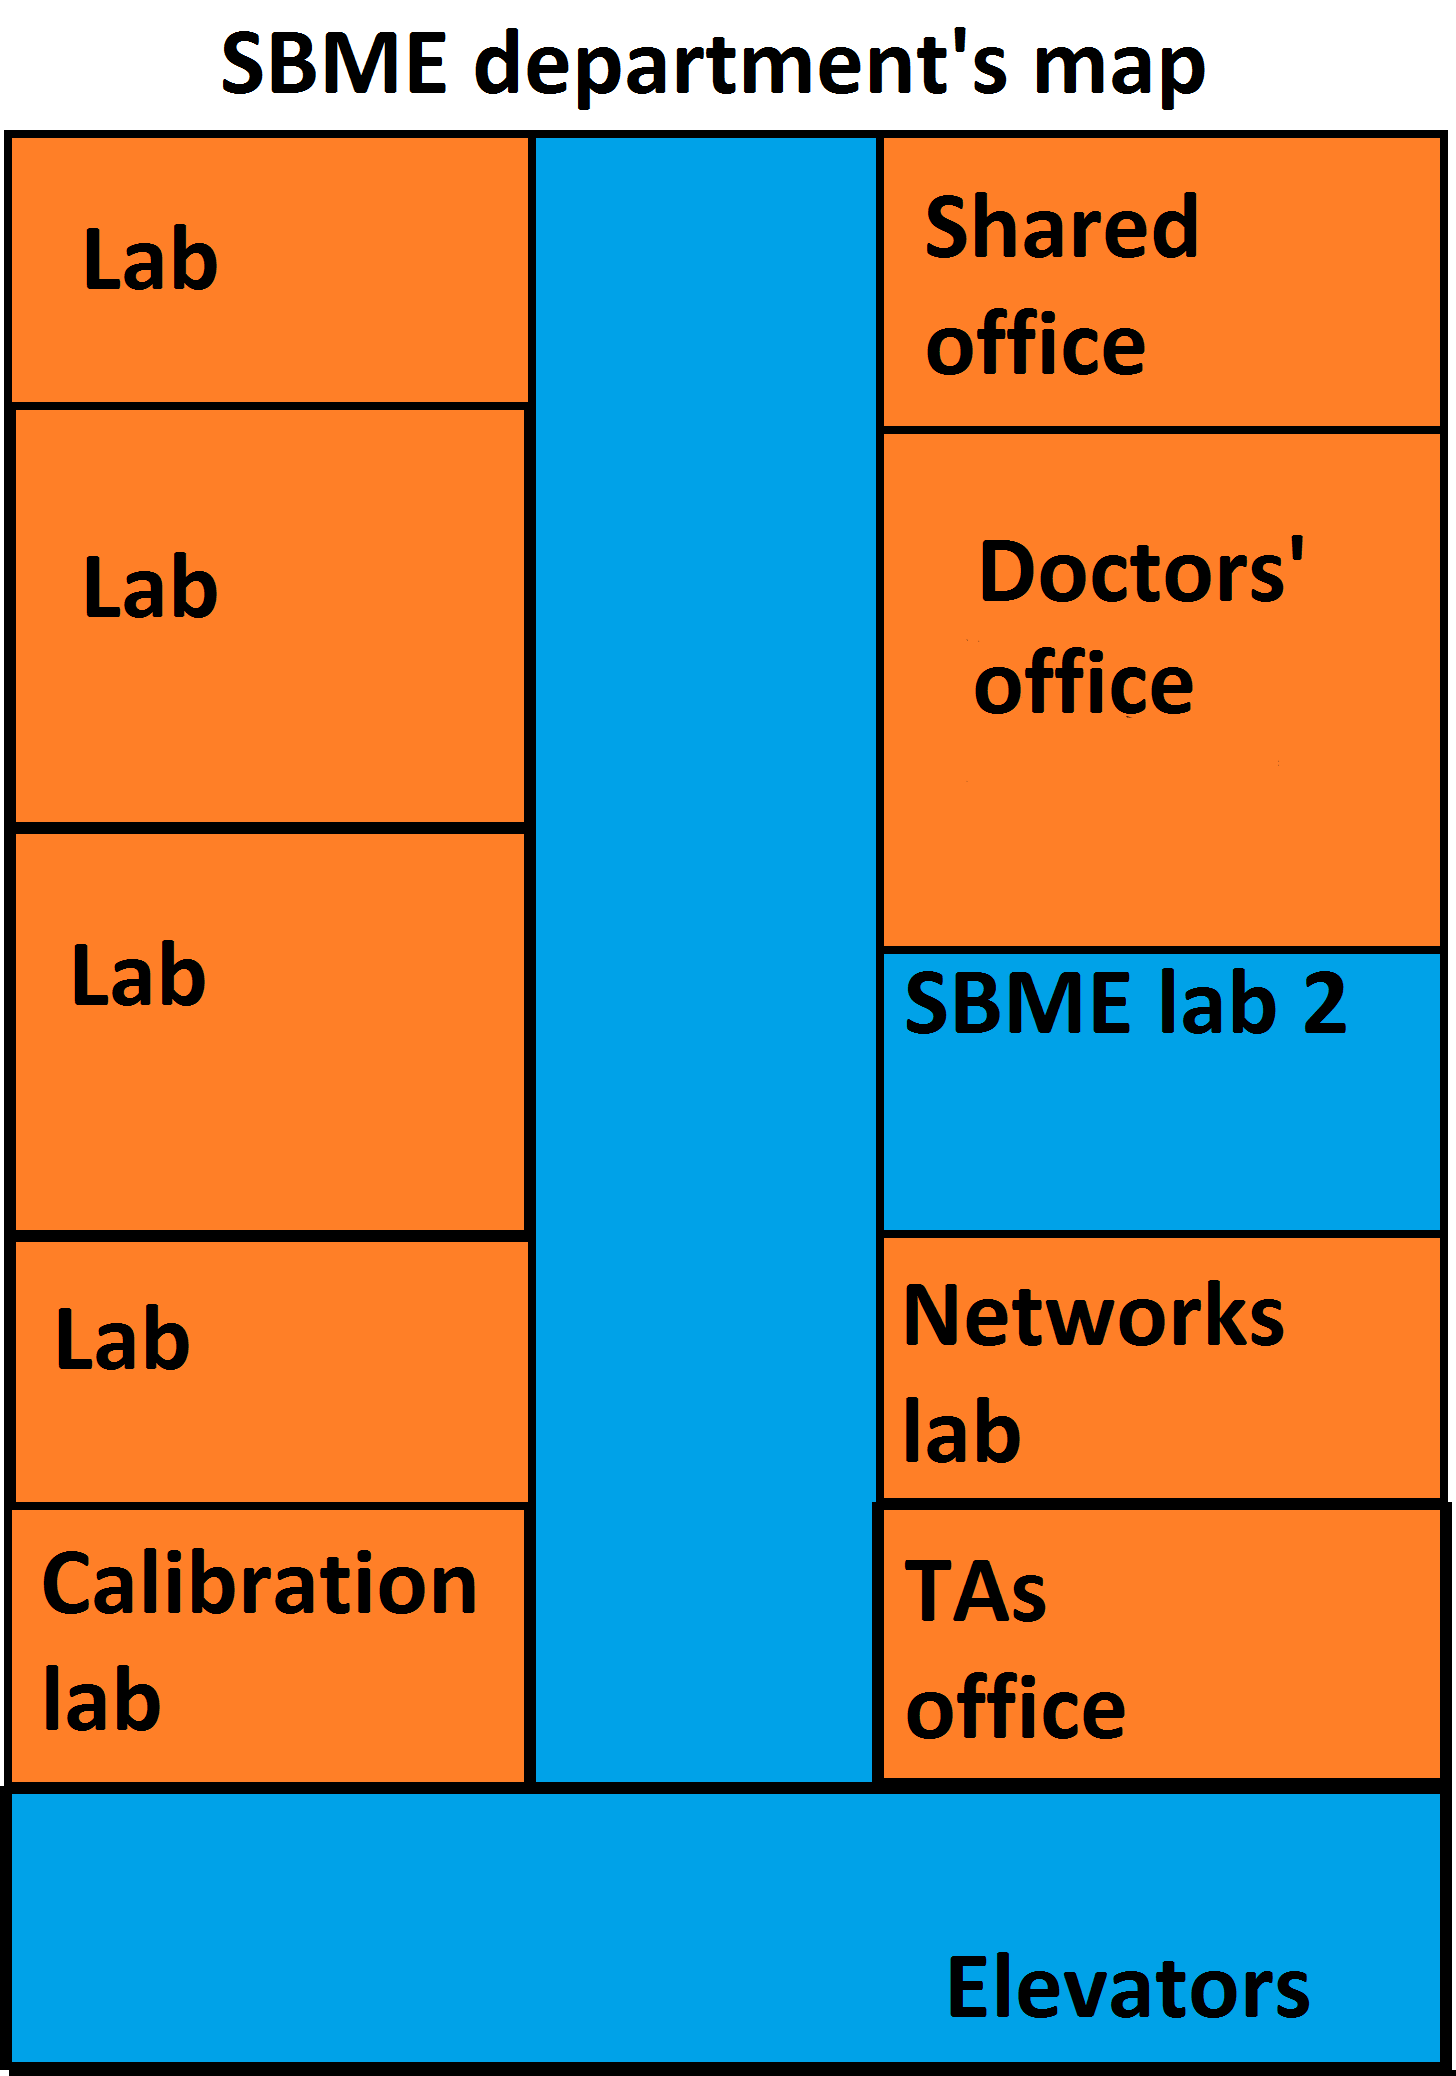 SBME department's map
Lab
Shared
office
Lab
Doctors'
office
Lab
SBME lab 2
Lab
Networks
lab
Calibration
lab
TAs
office
Elevators